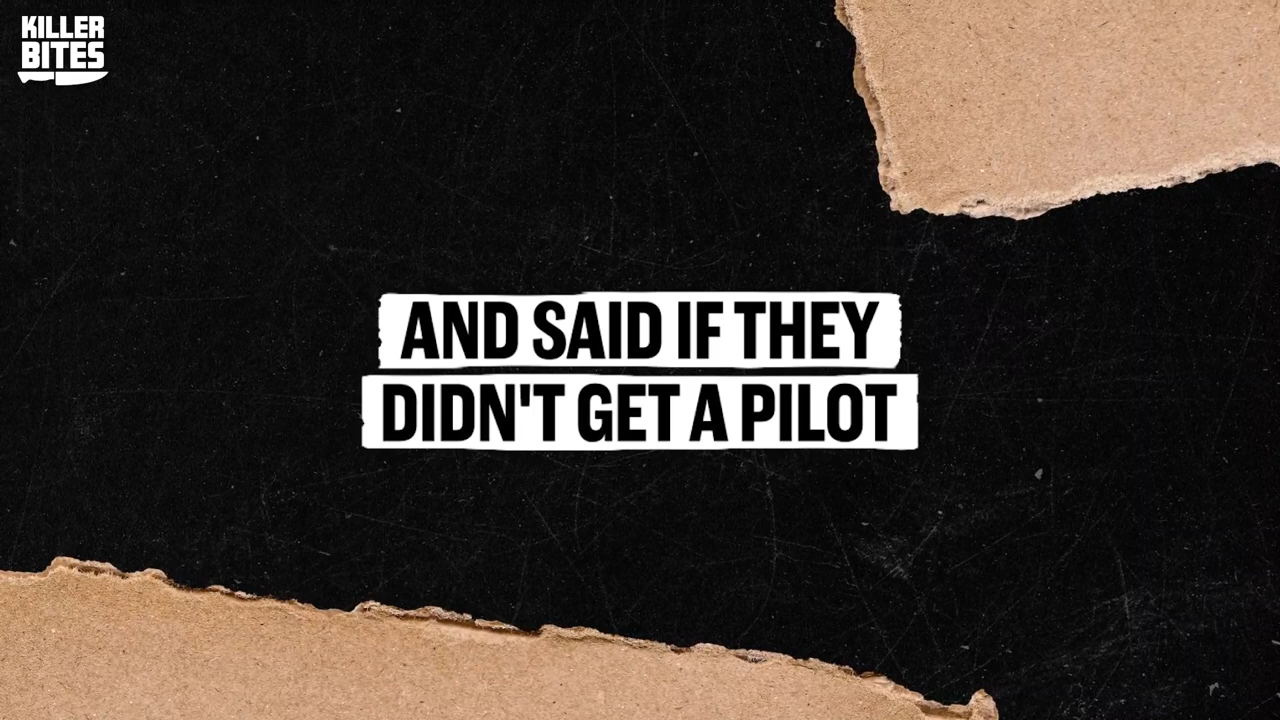 KILLER
BITES
AND SAID IF THEY
DIDN'T GET A PILOT